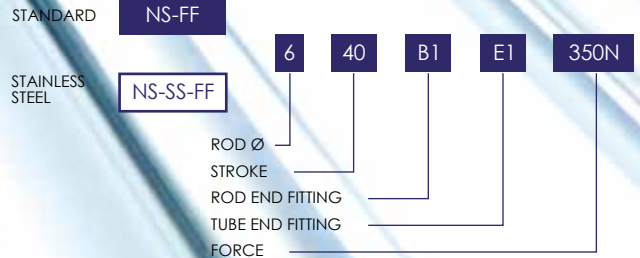 STANDARD NS-FF
6 40 B1 E1 350N
STAINLESS
STEEL
NS-SS-FF
ROD Ø
STROKE
ROD END FITTING
TUBE END FITTING
FORCE